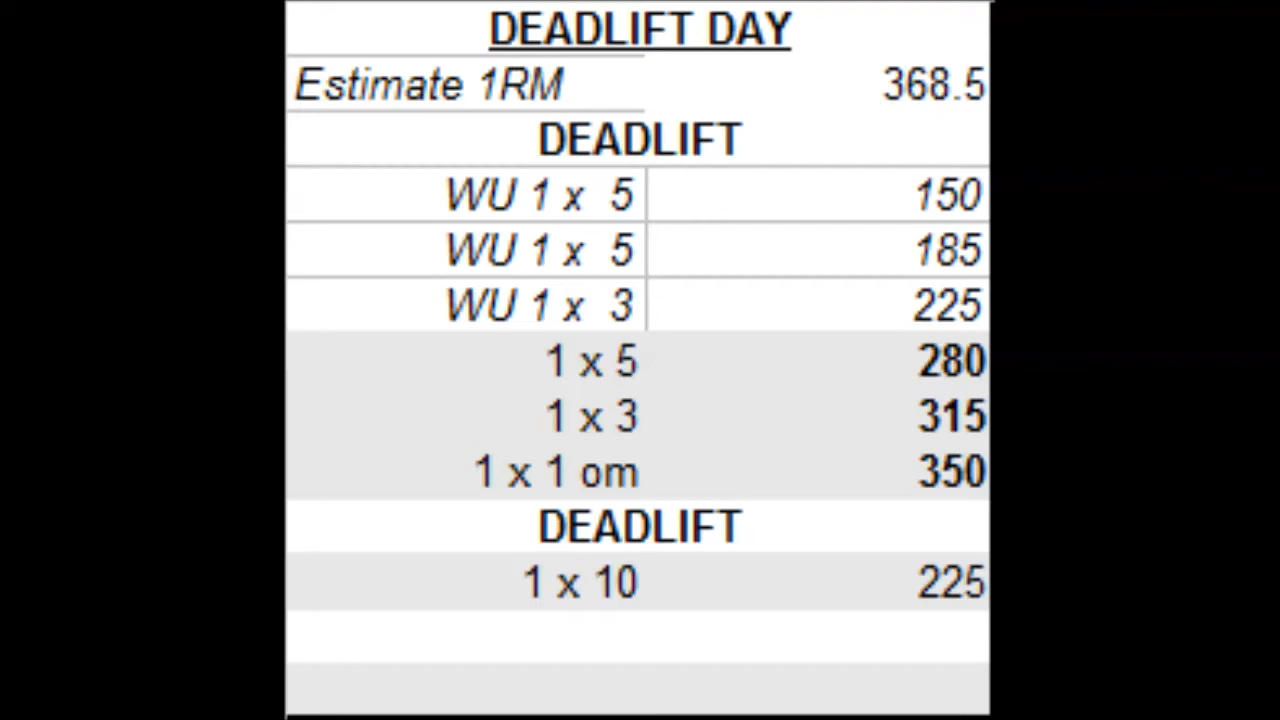 DEADLIFT DAY
Estimate 1RM 368.5
DEADLIFT
WU 1 x 5 150
WU 1 x 5 185
WU 1 x 3 225
1 x 5 280
1 x 3 315
1 x 1 om 350
DEADLIFT
1 x 10 225